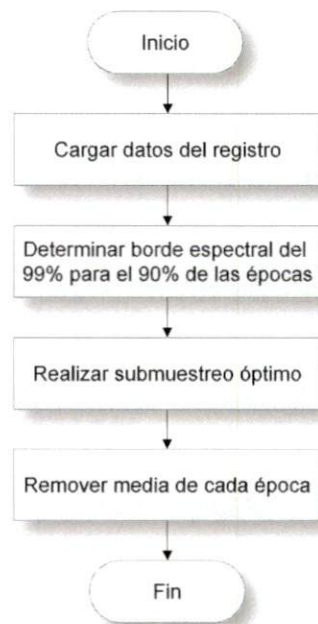 Inicio
Cargar datos del registro
Determinar borde espectral del
99% para el 90% de las épocas
Realizar submuestreo óptimo
Remover media de cada época
Fin